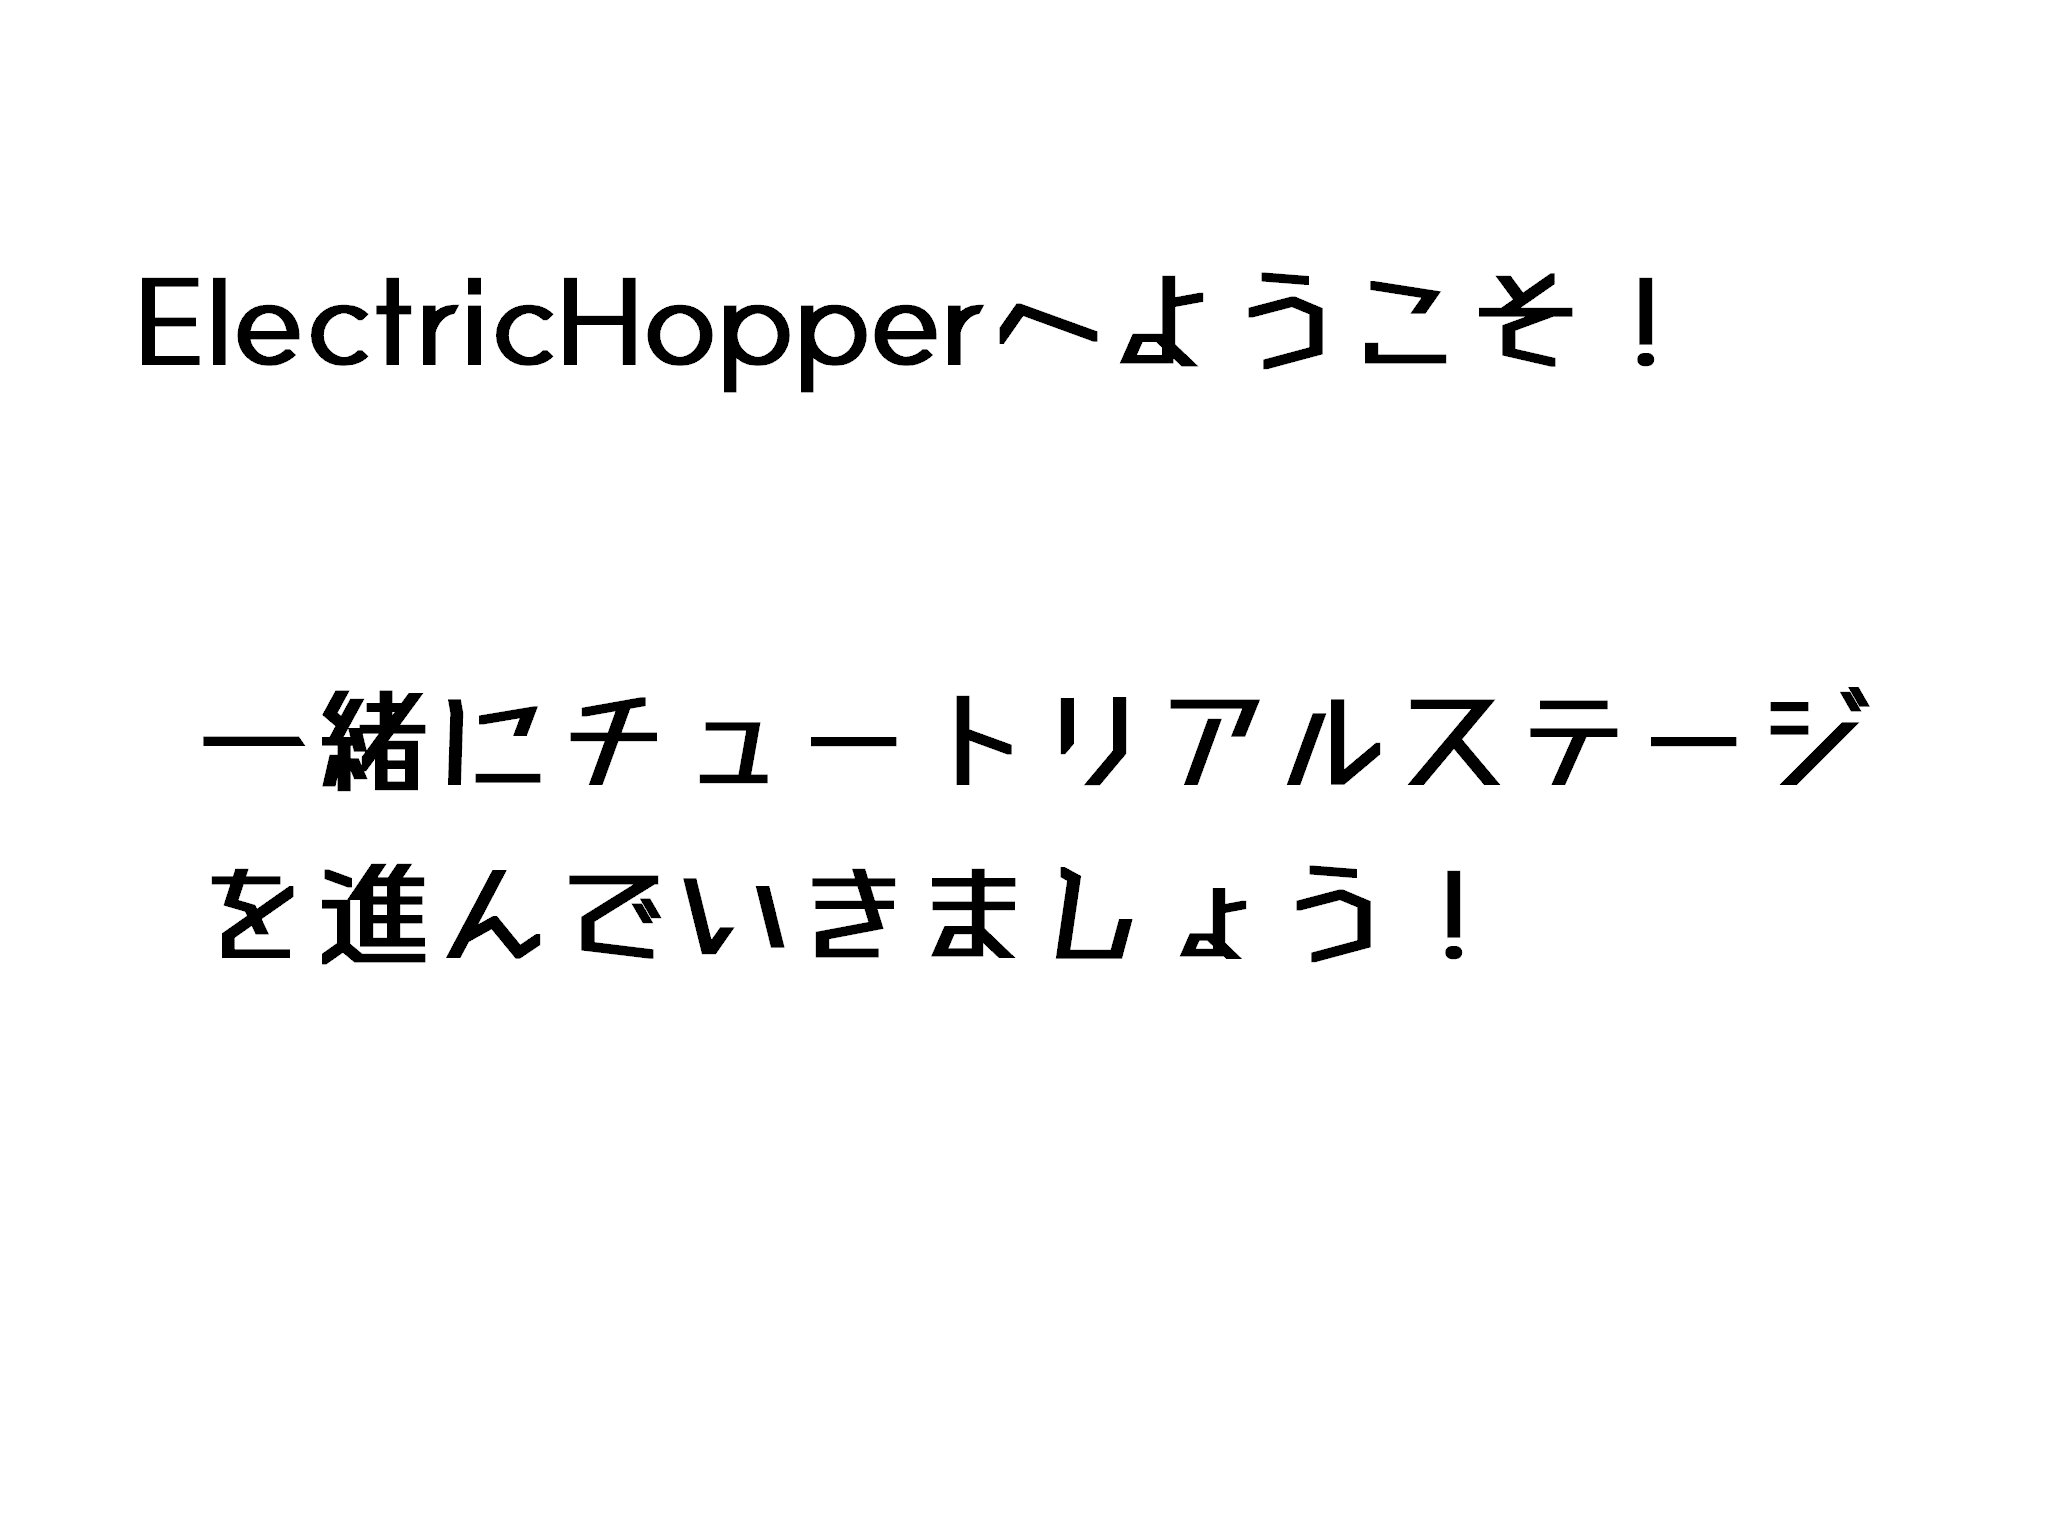 ElectricHopperへようこそ！
一緒にチュートリアルステージ
を進んでいきましょう！